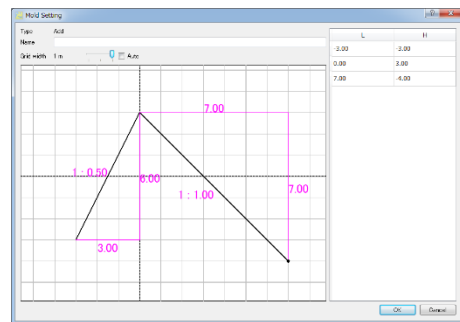 Mold Setting
Type Add
Name
Grid width 1 m Auto
L H
-3.00 -3.00
0.00 3.00
7.00 -4.00
7.00
1 : 0.50
6.00
1 : 1.00
7.00
3.00
OK Cancel